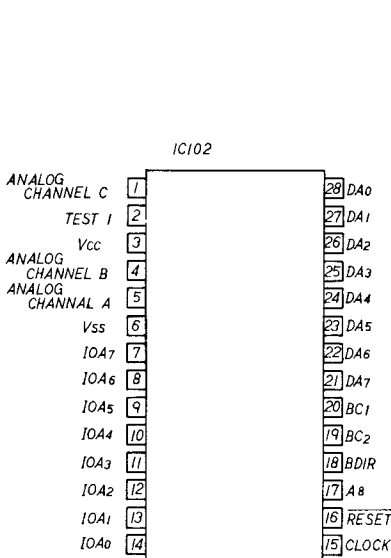 IC102
ANALOG
CHANNEL C 1
TEST 1 2
Vcc 3
ANALOG
CHANNEL B 4
ANALOG
CHANNAL A 5
Vss 6
IOA7 7
IOA6 8
IOA5 9
IOA4 10
IOA3 11
IOA2 12
IOA1 13
IOA0 14
28 DA0
27 DA1
26 DA2
25 DA3
24 DA4
23 DA5
22 DA6
21 DA7
20 BC1
19 BC2
18 BDIR
17 A8
16 RESET
15 CLOCK